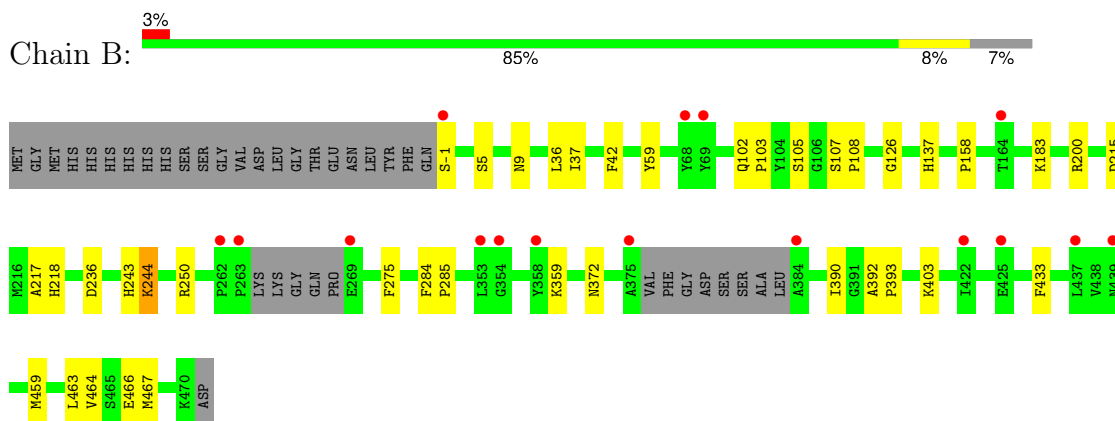 3%
Chain B:
85% 8% 7%
MET GLY MET HIS HIS HIS HIS HIS HIS SER SER GLY VAL ASP LEU GLY THR GLU ASN LEU TYR PHE GLN S-1 S5 N9 L36 I37 F42 Y59 Y68 Y69 Q102 P103 Y104 S105 G106 S107 P108 G126 H137 P158 T164 K183 R200
M216 A217 H218 D236 H243 K244 R250 P262 P263 LYS LYS GLY GLN PRO E269 F275 F284 P285 L353 G354 Y358 K359 N372 A375 VAL PHE GLY ASP SER SER ALA LEU A384 I390 G391 A392 P393 K403 I422 E425 F433 L437 V438 N439
M459 L463 V464 S465 E466 M467 K470 ASP